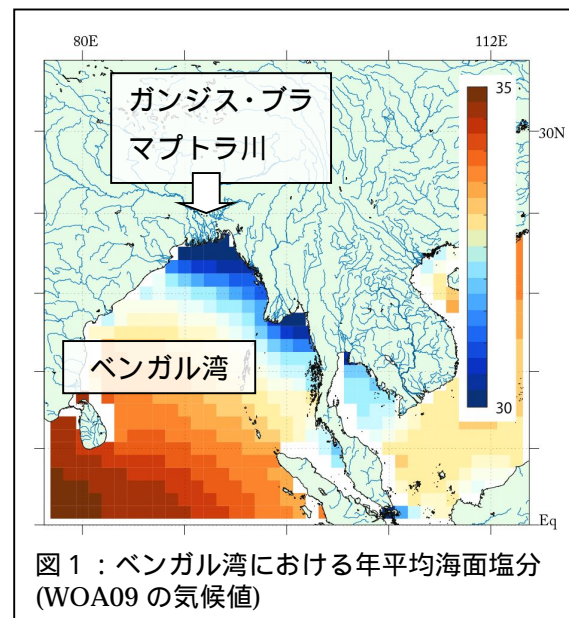 80E
112E
35
ガンジス・ブラ
マプトラ川
30N
ベンガル湾
30
Eq
図１：ベンガル湾における年平均海面塩分
(WOA09 の気候値)